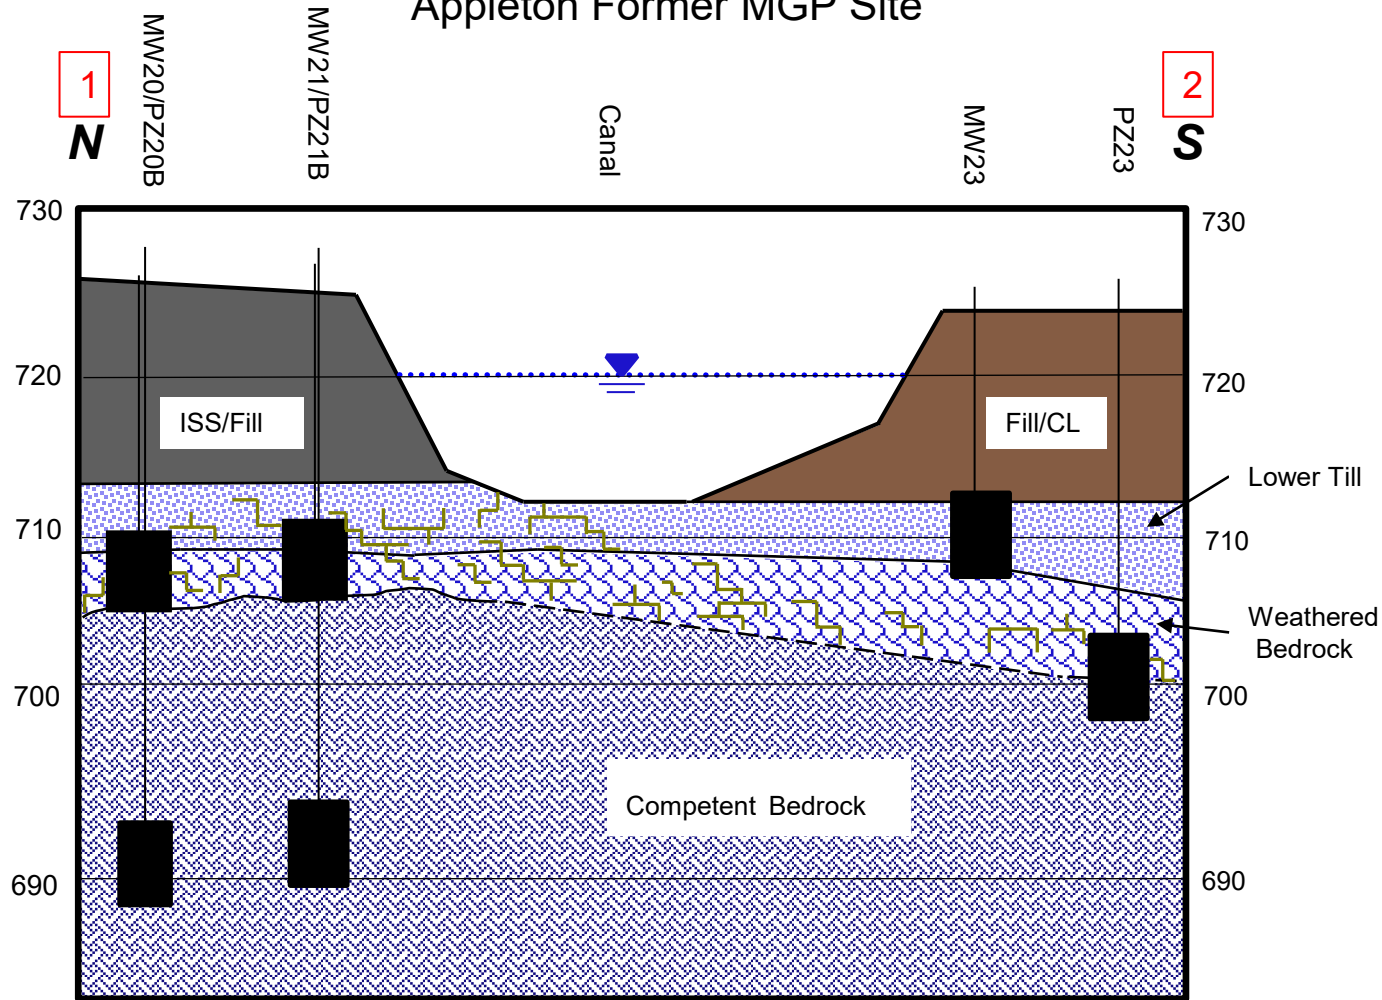 Appleton Former MGP Site
1
N
MW20/PZ20B
MW21/PZ21B
Canal
MW23
PZ23
2
S
730
730
720
720
ISS/Fill
Fill/CL
Lower Till
710
710
Weathered
Bedrock
700
700
Competent Bedrock
690
690